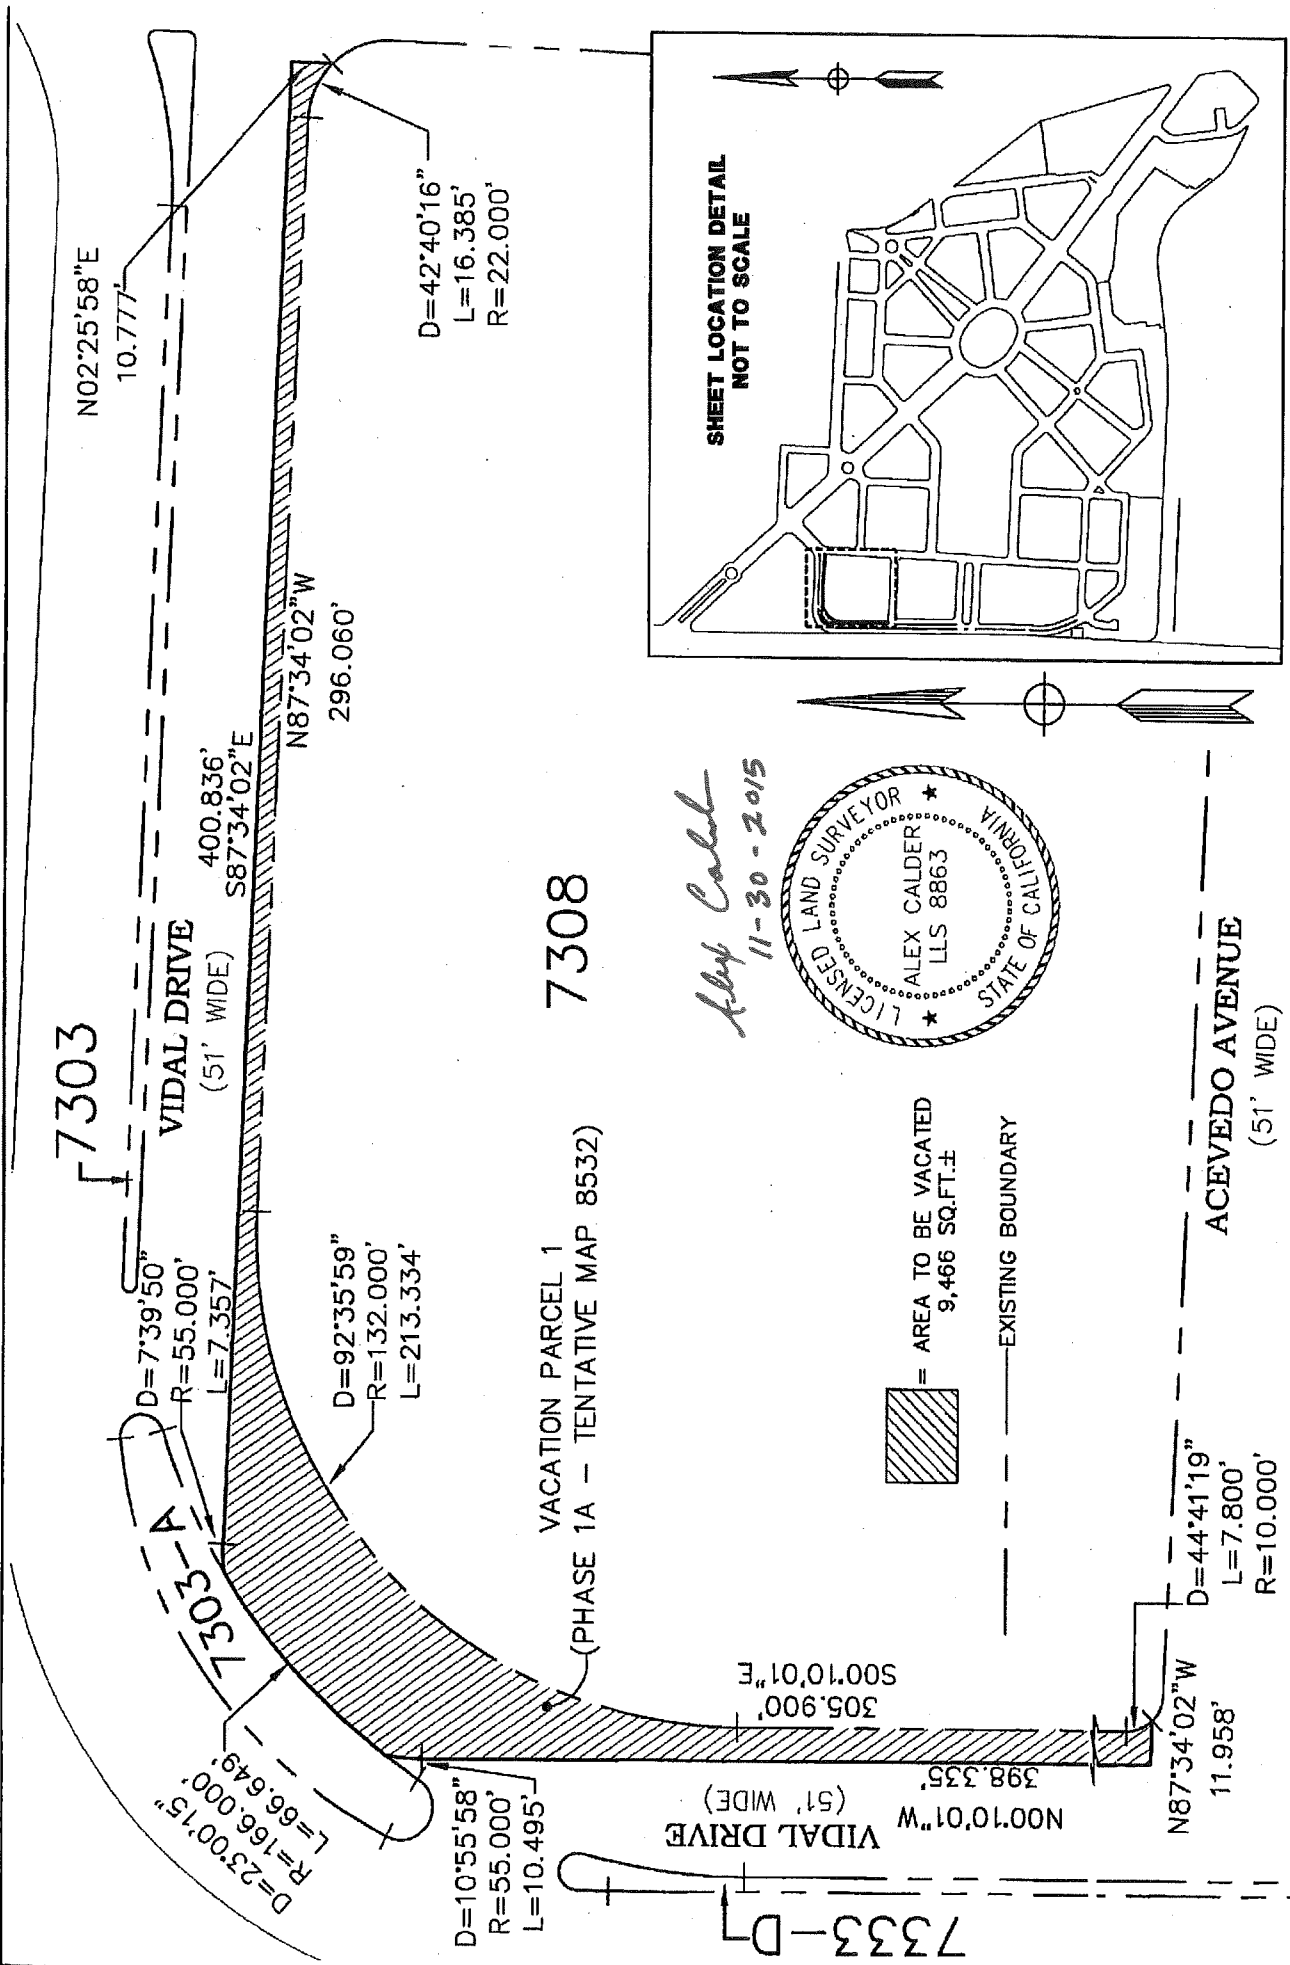 7303
VIDAL DRIVE
(51' WIDE)
N02°25'58"E
10.777'
400.836'
S87°34'02"E
N87°34'02"W
296.060'
D=42°40'16"
L=16.385'
R=22.000'
D=7°39'50"
R=55.000'
L=7.357'
7303-A
D=23°00'15"
R=166.000'
L=66.649'
D=92°35'59"
R=132.000'
L=213.334'
D=10°55'58"
R=55.000'
L=10.495'
VACATION PARCEL 1
(PHASE 1A - TENTATIVE MAP 8532)
7308
305.900'
S00°10'01"E
398.335'
N00°10'01"W
VIDAL DRIVE
(51' WIDE)
7333-D
N87°34'02"W
11.958'
D=44°41'19"
L=7.800'
R=10.000'
= AREA TO BE VACATED
9,466 SQ.FT.±
EXISTING BOUNDARY
ACEVEDO AVENUE
(51' WIDE)
Alex Calder
11-30-2015
LICENSED LAND SURVEYOR
ALEX CALDER
LLS 8863
STATE OF CALIFORNIA
SHEET LOCATION DETAIL
NOT TO SCALE